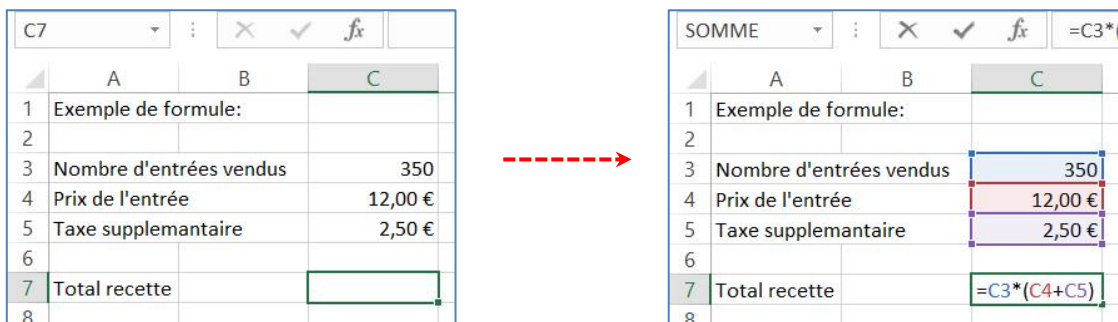 C7 fx
A B C
1 Exemple de formule:
2
3 Nombre d'entrées vendus 350
4 Prix de l'entrée 12,00 €
5 Taxe supplemantaire 2,50 €
6
7 Total recette
8
SOMME fx =C3*(
A B C
1 Exemple de formule:
2
3 Nombre d'entrées vendus 350
4 Prix de l'entrée 12,00 €
5 Taxe supplemantaire 2,50 €
6
7 Total recette =C3*(C4+C5)
8